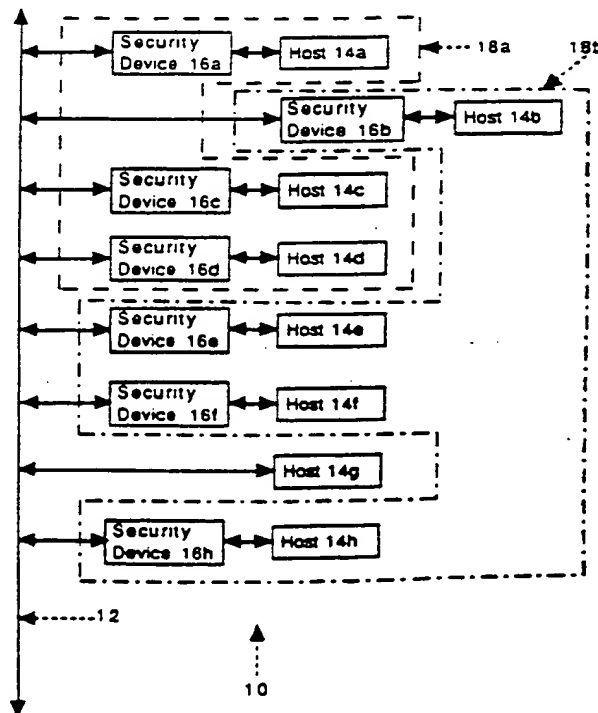 Security
Device 16a
Host 14a
18a
18b
Security
Device 16b
Host 14b
Security
Device 16c
Host 14c
Security
Device 16d
Host 14d
Security
Device 16e
Host 14e
Security
Device 16f
Host 14f
Host 14g
Security
Device 16h
Host 14h
12
10